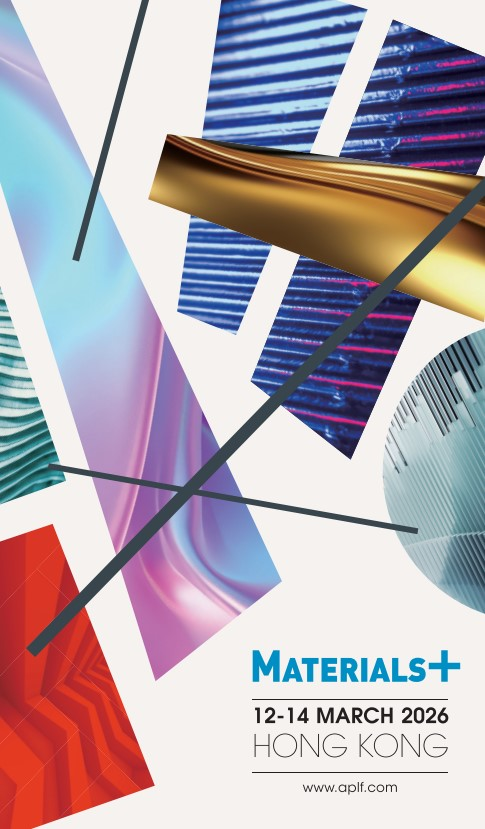 MATERIALS+
12-14 MARCH 2026
HONG KONG
www.aplf.com